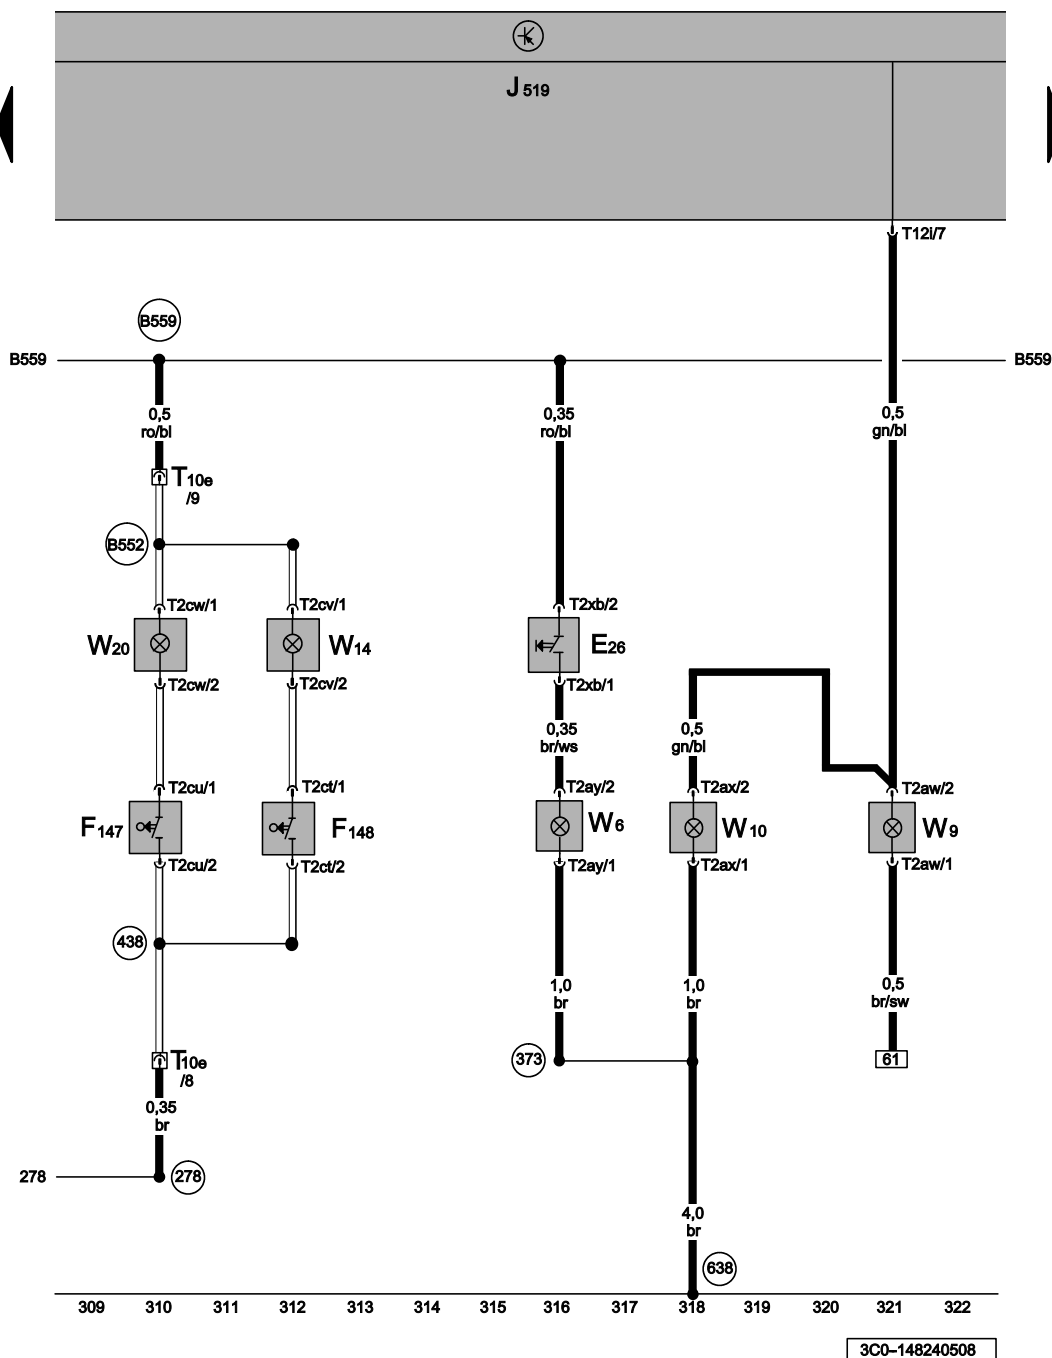 J 519
T12i/7
B559
B559
B559
0,5
ro/bl
0,35
ro/bl
0,5
gn/bl
T10e
/9
B552
T2cw/1
T2cv/1
T2xb/2
W20
W14
E26
T2cw/2
T2cv/2
T2xb/1
0,35
br/ws
0,5
gn/bl
T2cu/1
T2ct/1
T2ay/2
T2ax/2
T2aw/2
F147
F148
W6
W10
W9
T2cu/2
T2ct/2
T2ay/1
T2ax/1
T2aw/1
438
1,0
br
1,0
br
0,5
br/sw
T10e
/8
373
61
0,35
br
278
278
4,0
br
638
309 310 311 312 313 314 315 316 317 318 319 320 321 322
3C0–148240508